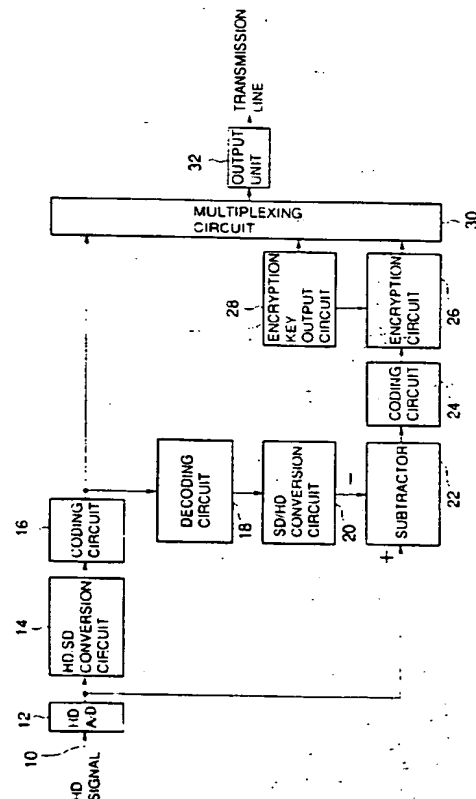 10
HD
SIGNAL
12
HD
A/D
14
HD.SD
CONVERSION
CIRCUIT
16
CODING
CIRCUIT
DECODING
CIRCUIT
18
SD/HD
CONVERSION
CIRCUIT
20
−
+
SUBTRACTOR
22
CODING
CIRCUIT
24
28
ENCRYPTION
KEY
OUTPUT
CIRCUIT
ENCRYPTION
CIRCUIT
26
MULTIPLEXING
CIRCUIT
30
32
OUTPUT
UNIT
TRANSMISSION
LINE